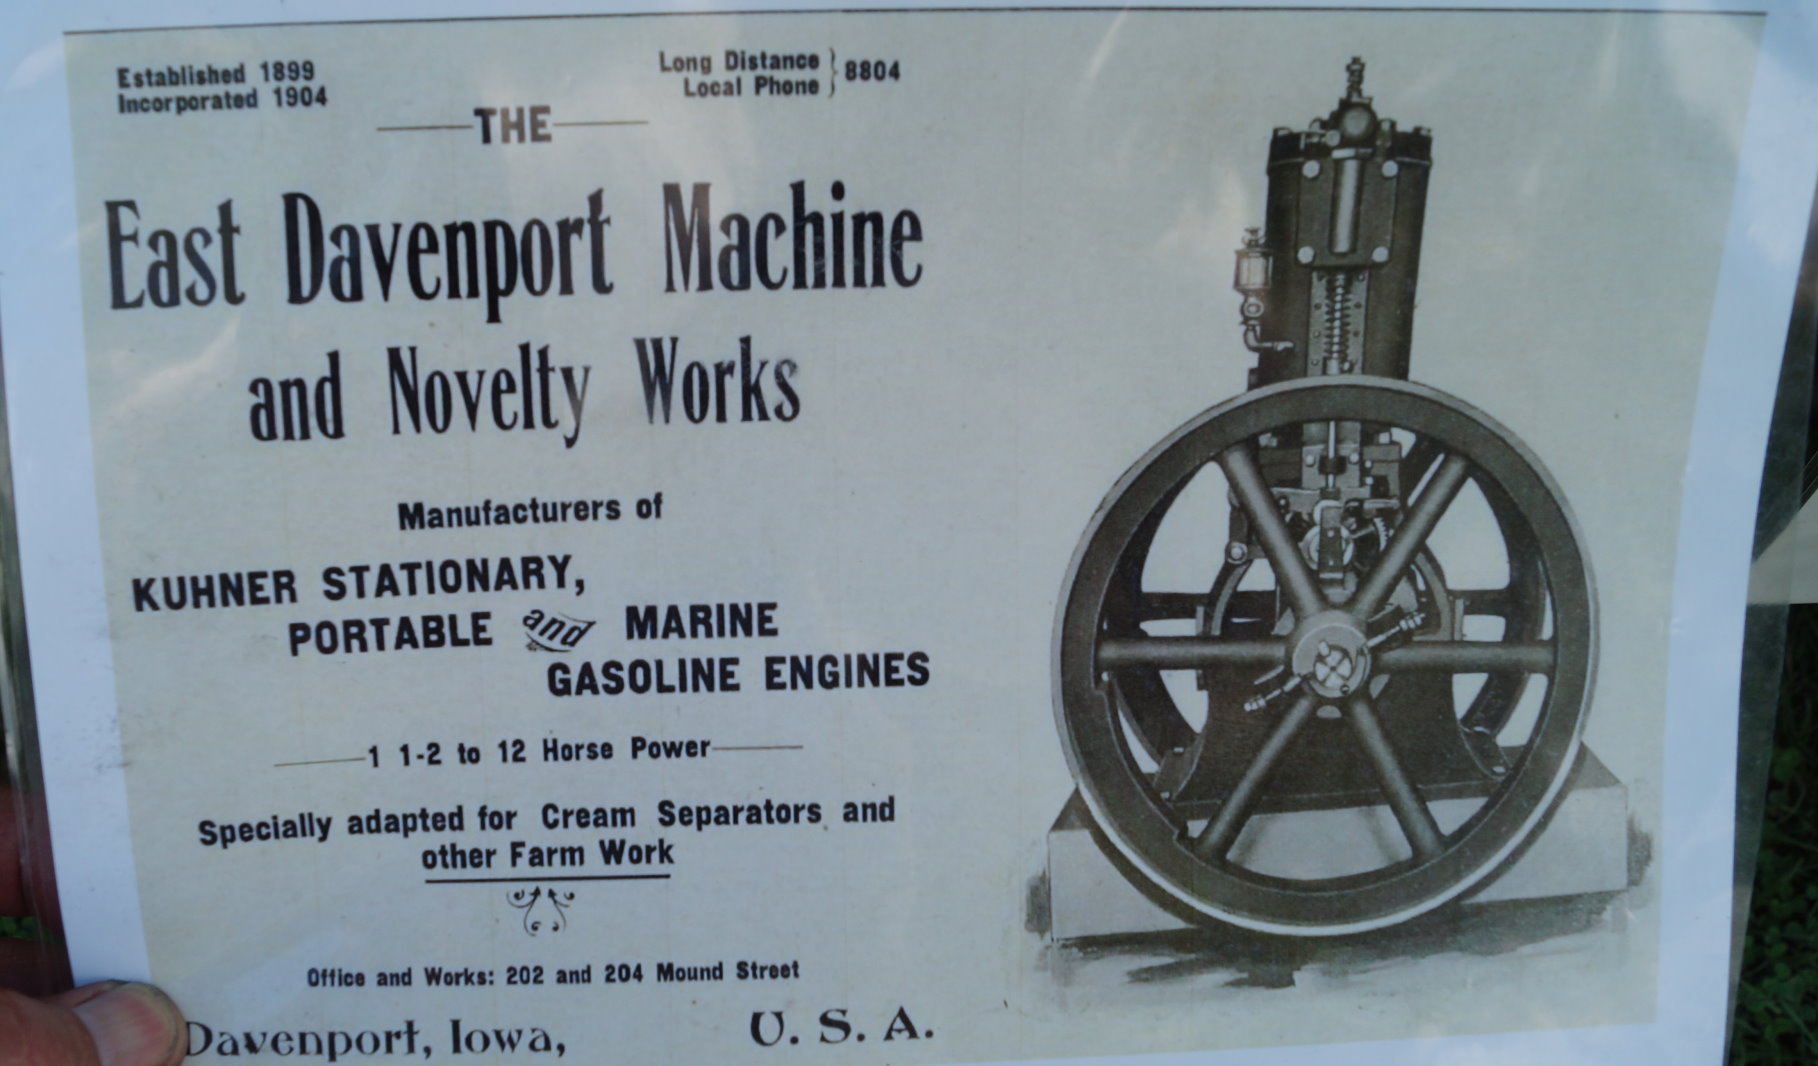 Established 1899
Incorporated 1904
Long Distance
Local Phone } 8804
THE
East Davenport Machine
and Novelty Works
Manufacturers of
KUHNER STATIONARY,
PORTABLE and MARINE
GASOLINE ENGINES
1 1-2 to 12 Horse Power
Specially adapted for Cream Separators and
other Farm Work
Office and Works: 202 and 204 Mound Street
Davenport, Iowa, U. S. A.